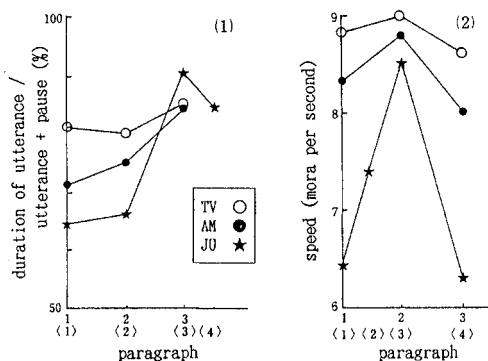 100%
(1)
duration of utterance /
utterance + pause (%)
TV
AM
JU
50
1 2 3
⟨1⟩ ⟨2⟩ ⟨3⟩⟨4⟩
paragraph
9
(2)
speed (mora per second)
8
7
6
1 2 3
⟨1⟩ ⟨2⟩ ⟨3⟩ ⟨4⟩
paragraph